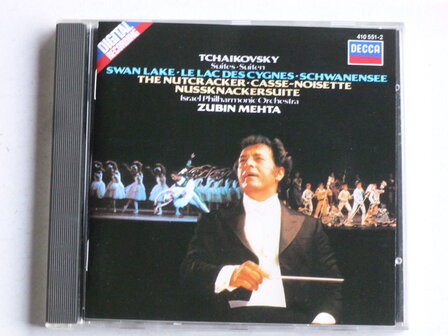 410 551-2
DIGITAL
RECORDING
DECCA
TCHAIKOVSKY
Suites·Suiten
SWAN LAKE·LE LAC DES CYGNES·SCHWANENSEE
THE NUTCRACKER·CASSE-NOISETTE
NUSSKNACKERSUITE
Israel Philharmonic Orchestra
ZUBIN MEHTA